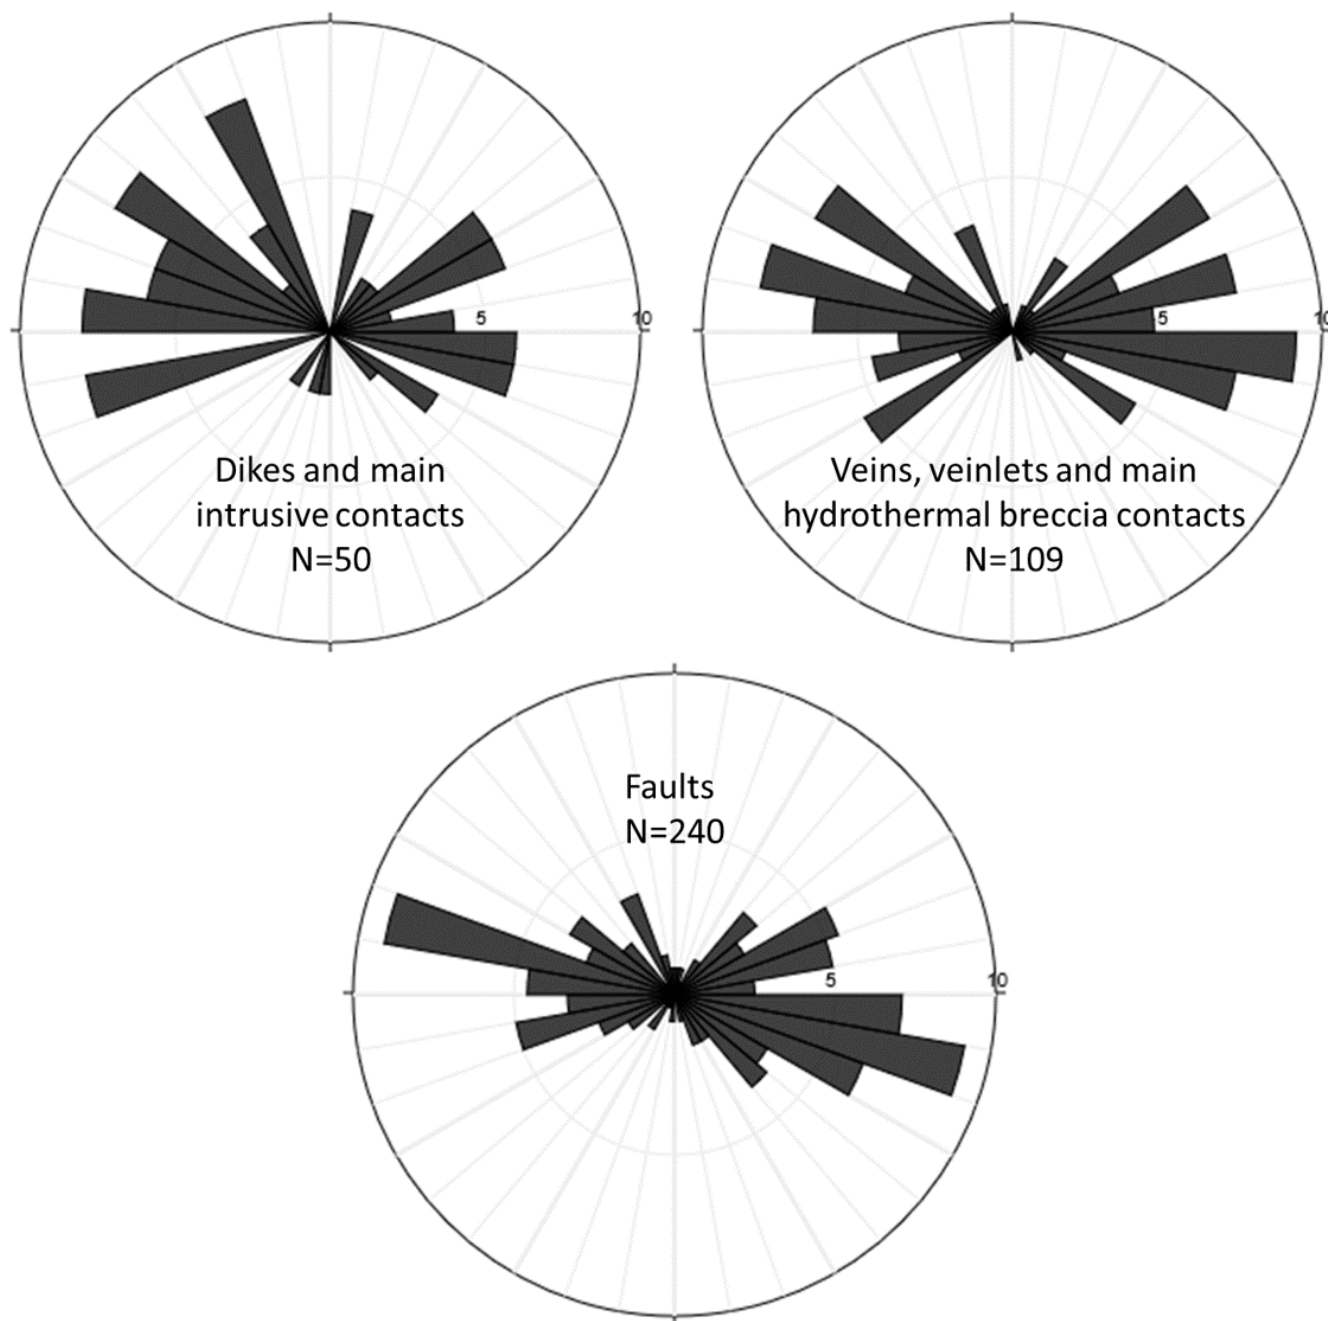 5
10
Dikes and main
intrusive contacts
N=50
5
10
Veins, veinlets and main
hydrothermal breccia contacts
N=109
Faults
N=240
5
10